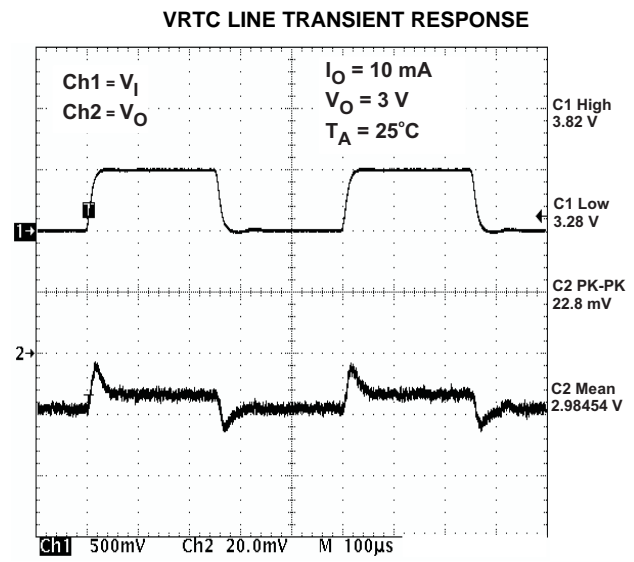 VRTC LINE TRANSIENT RESPONSE
Ch1 = VI
Ch2 = VO
IO = 10 mA
VO = 3 V
TA = 25°C
C1 High
3.82 V
T
C1 Low
3.28 V
1→
C2 PK-PK
22.8 mV
2→
C2 Mean
2.98454 V
Ch1 500mV Ch2 20.0mV M 100µs